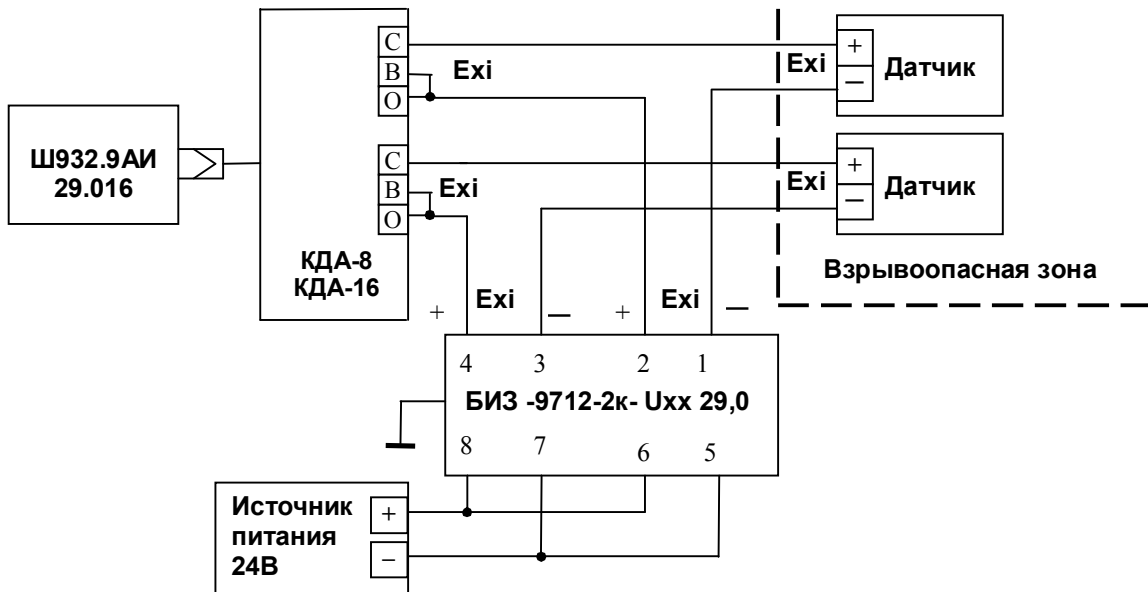 С
В
О
Exi
Exi
+
−
Датчик
Ш932.9АИ
29.016
С
В
О
Exi
Exi
+
−
Датчик
КДА-8
КДА-16
Взрывоопасная зона
+ Exi − + Exi −
4 3 2 1
БИЗ -9712-2к- Uхх 29,0
8 7 6 5
Источник
питания
24В
+
−